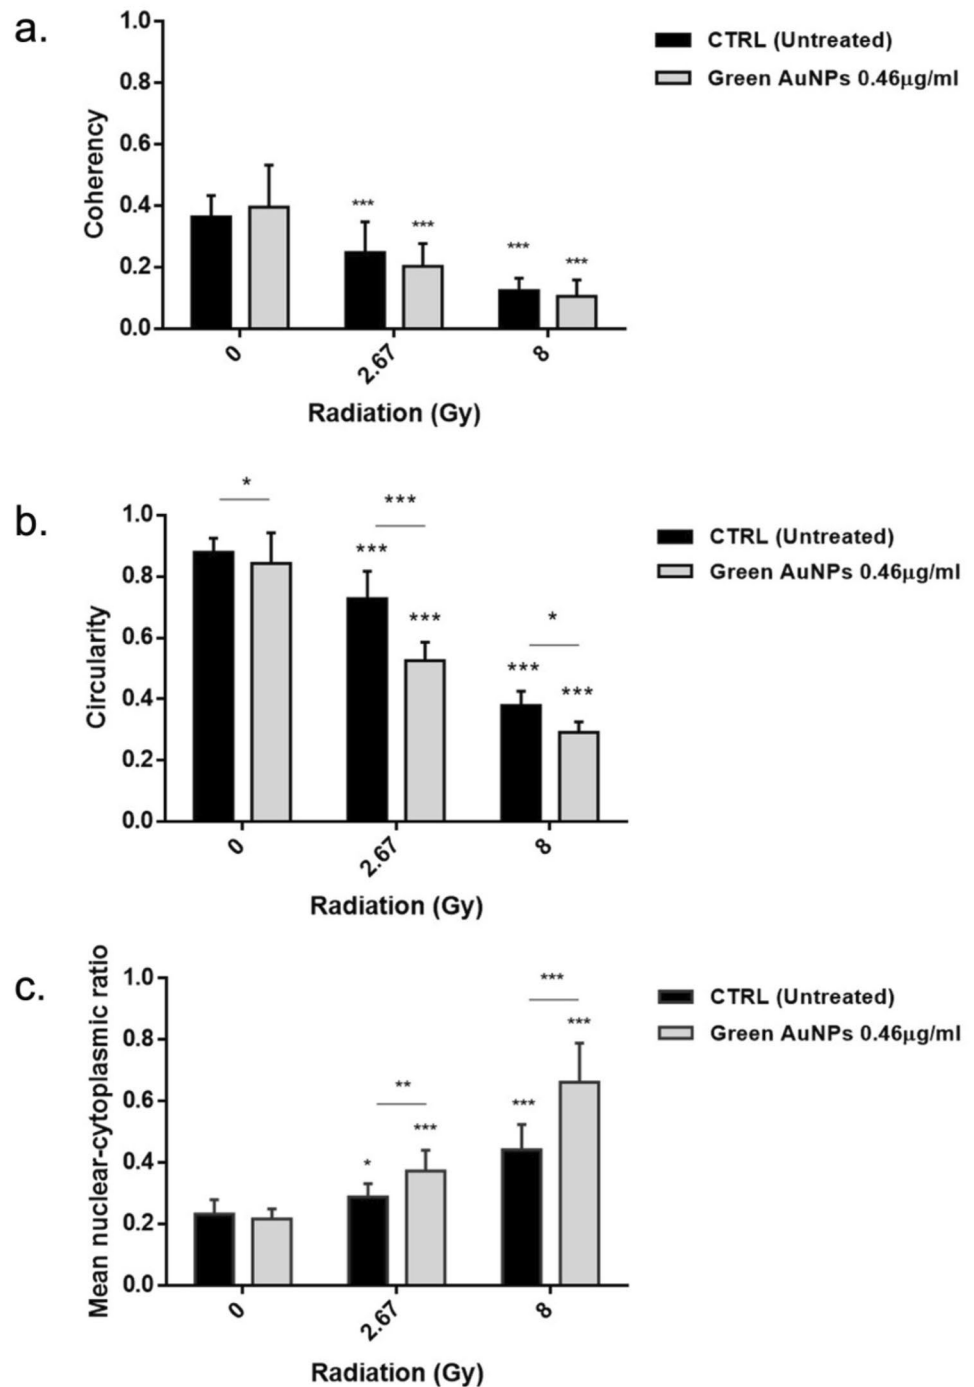 a.
1.0
0.8
0.6
0.4
0.2
0.0
Coherency
CTRL (Untreated)
Green AuNPs 0.46µg/ml
***
***
***
***
0
2.67
8
Radiation (Gy)
b.
1.0
0.8
0.6
0.4
0.2
0.0
Circularity
CTRL (Untreated)
Green AuNPs 0.46µg/ml
*
***
***
***
*
***
***
0
2.67
8
Radiation (Gy)
c.
1.0
0.8
0.6
0.4
0.2
0.0
Mean nuclear-cytoplasmic ratio
CTRL (Untreated)
Green AuNPs 0.46µg/ml
**
*
***
***
***
***
0
2.67
8
Radiation (Gy)